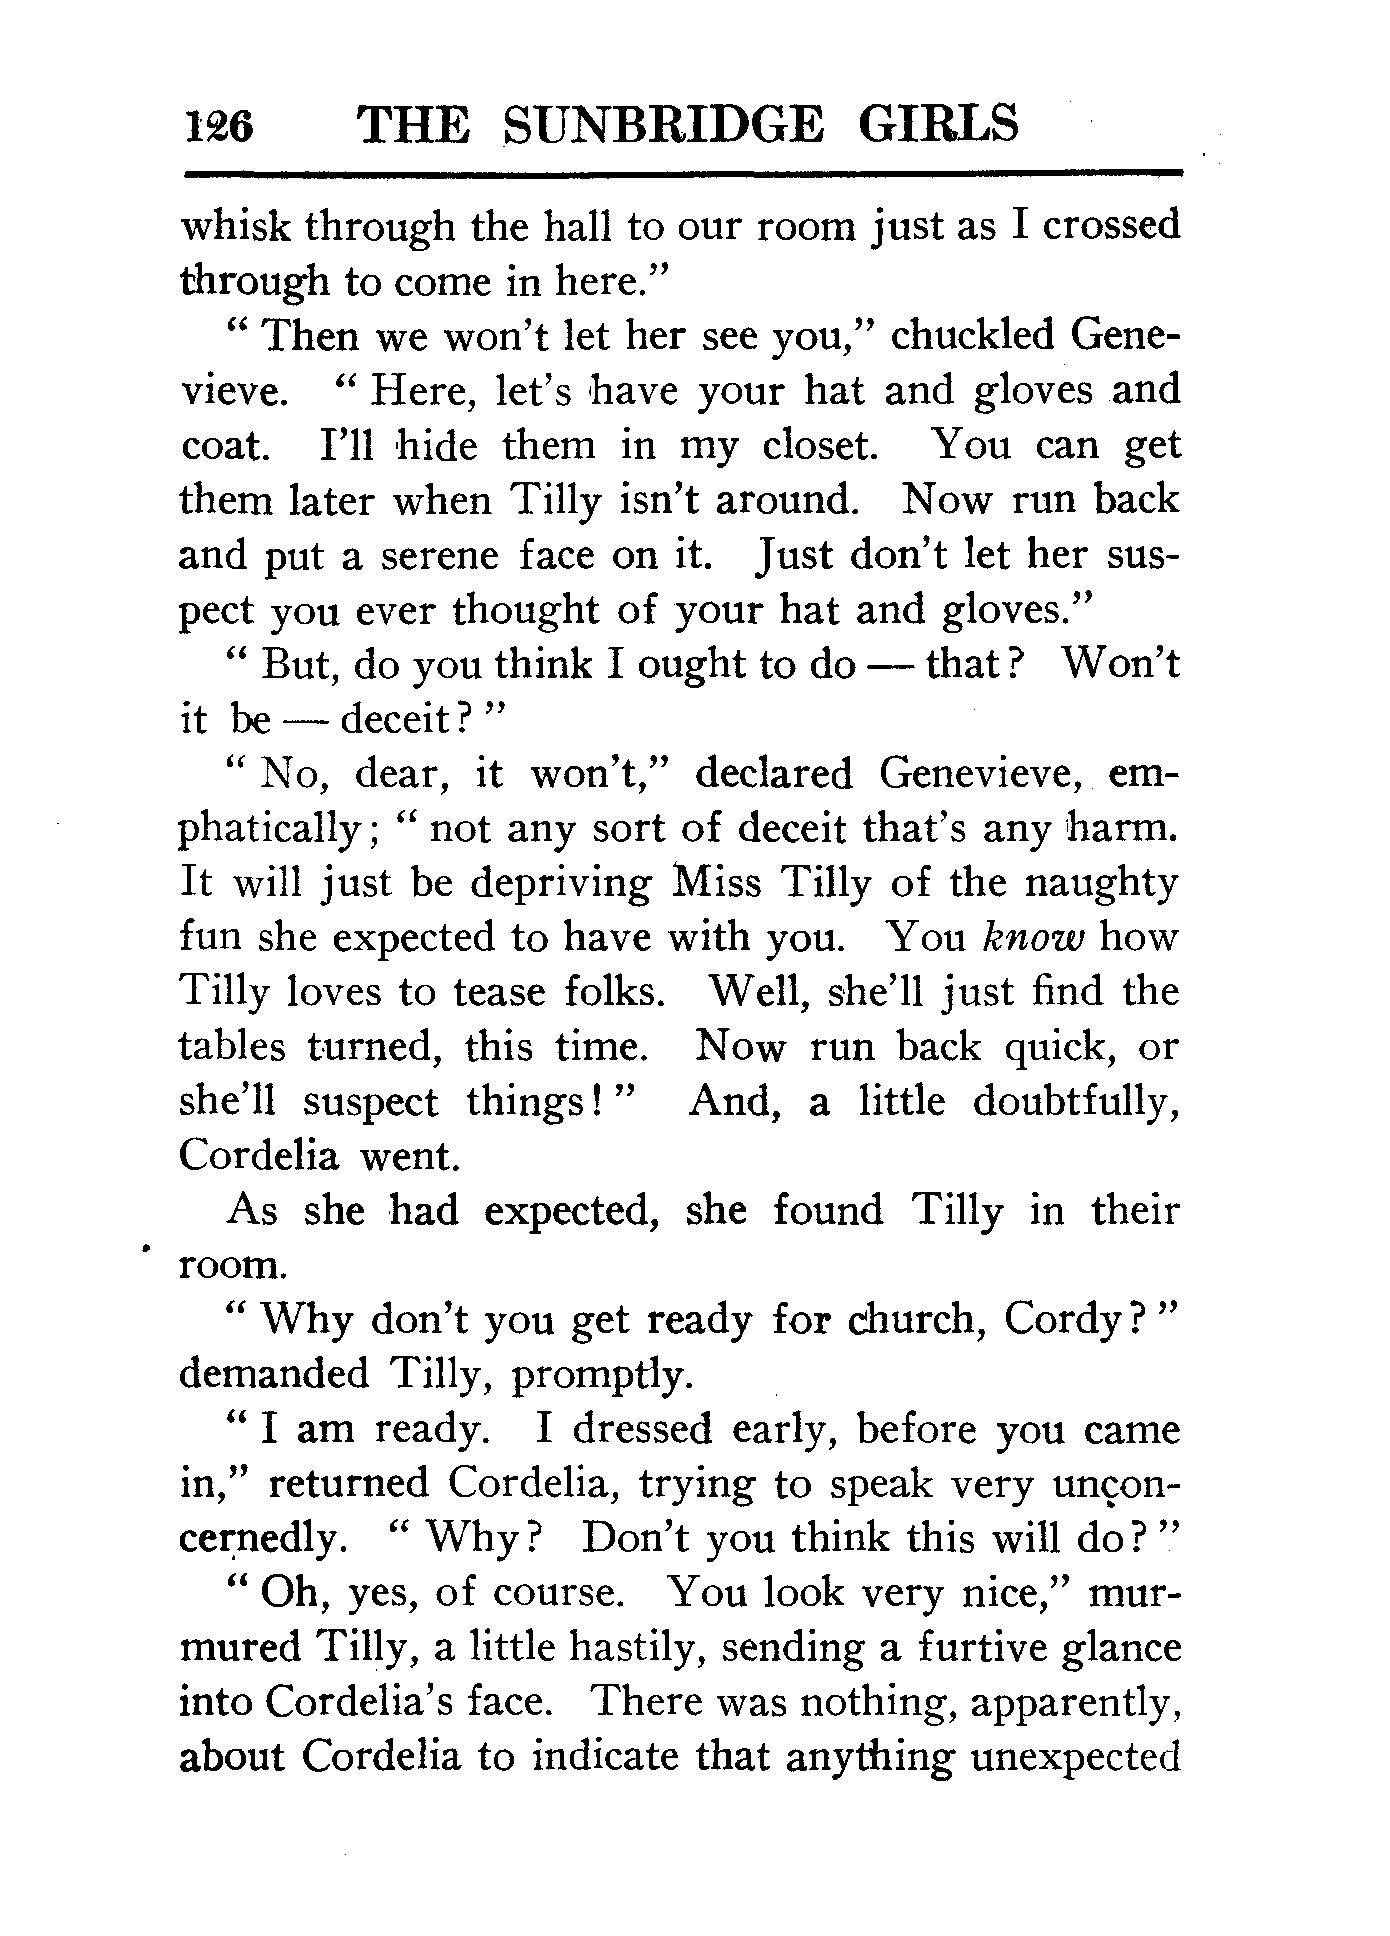 126 THE SUNBRIDGE GIRLS
whisk through the hall to our room just as I crossed
through to come in here."
" Then we won't let her see you," chuckled Gene-
vieve. " Here, let's have your hat and gloves and
coat. I'll hide them in my closet. You can get
them later when Tilly isn't around. Now run back
and put a serene face on it. Just don't let her sus-
pect you ever thought of your hat and gloves."
" But, do you think I ought to do — that? Won't
it be — deceit? "
" No, dear, it won't," declared Genevieve, em-
phatically; " not any sort of deceit that's any harm.
It will just be depriving Miss Tilly of the naughty
fun she expected to have with you. You know how
Tilly loves to tease folks. Well, she'll just find the
tables turned, this time. Now run back quick, or
she'll suspect things! " And, a little doubtfully,
Cordelia went.
As she had expected, she found Tilly in their
room.
" Why don't you get ready for church, Cordy? "
demanded Tilly, promptly.
" I am ready. I dressed early, before you came
in," returned Cordelia, trying to speak very uncon-
cernedly. " Why? Don't you think this will do? "
" Oh, yes, of course. You look very nice," mur-
mured Tilly, a little hastily, sending a furtive glance
into Cordelia's face. There was nothing, apparently,
about Cordelia to indicate that anything unexpected